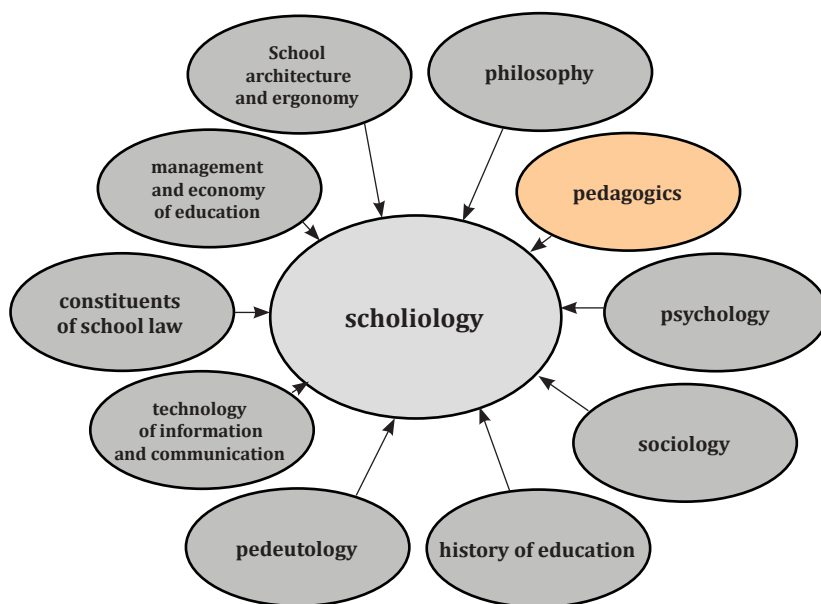 School
architecture
and ergonomy
philosophy
management
and economy
of education
pedagogics
constituents
of school law
scholiology
psychology
technology
of information
and communication
sociology
pedeutology
history of education